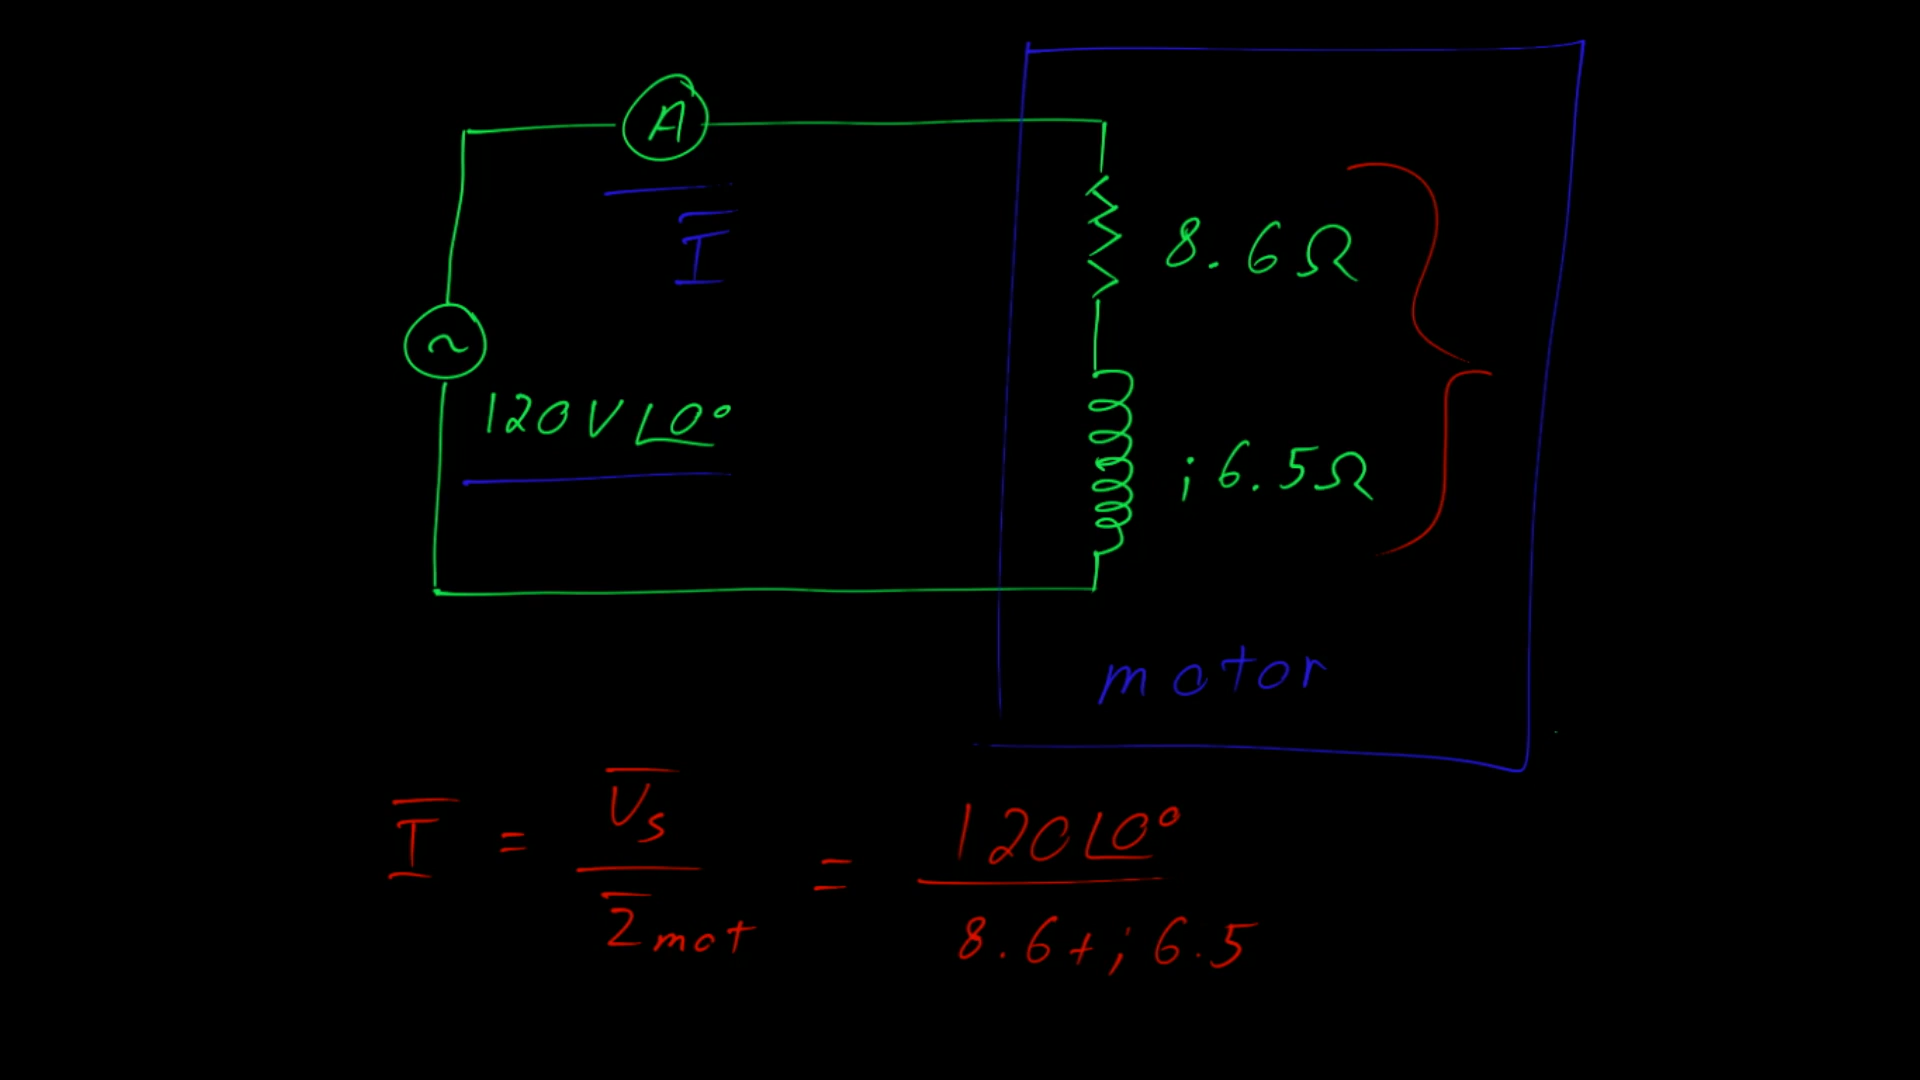 A
I
8.6Ω
120V∠0°
j6.5Ω
motor
I = Vs / Zmot = 120∠0° / 8.6+j6.5